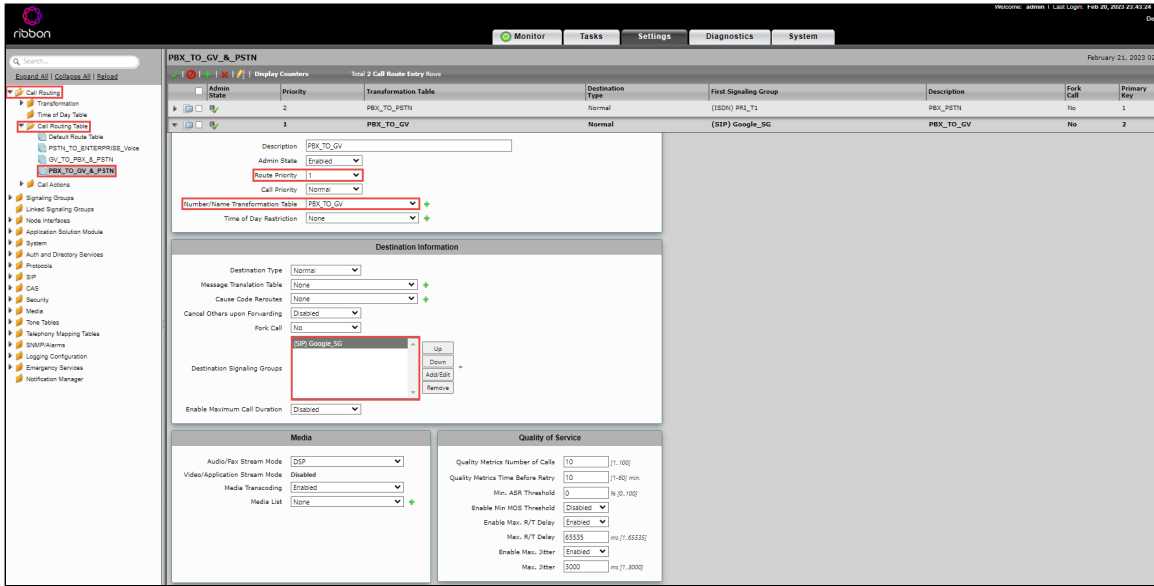 Welcome: admin | Last Login: Feb 20, 2023 23:43:24
De
ribbon
Monitor Tasks Settings Diagnostics System
Search...
Expand All | Collapse All | Reload
Call Routing
Transformation
Time of Day Table
Call Routing Table
Default Route Table
PSTN_TO_ENTERPRISE_Voice
GV_TO_PBX_&_PSTN
PBX_TO_GV_&_PSTN
Call Actions
Signaling Groups
Linked Signaling Groups
Node Interfaces
Application Solution Module
System
Auth and Directory Services
Protocols
SIP
CAS
Security
Media
Tone Tables
Telephony Mapping Tables
SNMP/Alarms
Logging Configuration
Emergency Services
Notification Manager
PBX_TO_GV_&_PSTN February 21, 2023 02
| Display Counters Total 2 Call Route Entry Rows
Admin State Priority Transformation Table Destination Type First Signaling Group Description Fork Call Primary Key
2 PBX_TO_PSTN Normal (ISDN) PRI_T1 PBX_PSTN No 1
1 PBX_TO_GV Normal (SIP) Google_SG PBX_TO_GV No 2
Description PBX_TO_GV
Admin State Enabled
Route Priority 1
Call Priority Normal
Number/Name Transformation Table PBX_TO_GV
Time of Day Restriction None
Destination Information
Destination Type Normal
Message Translation Table None
Cause Code Reroutes None
Cancel Others upon Forwarding Disabled
Fork Call No
Destination Signaling Groups (SIP) Google_SG
Up
Down
Add/Edit
Remove
*
Enable Maximum Call Duration Disabled
Media
Audio/Fax Stream Mode DSP
Video/Application Stream Mode Disabled
Media Transcoding Enabled
Media List None
Quality of Service
Quality Metrics Number of Calls 10 [1..100]
Quality Metrics Time Before Retry 10 [1-60] min.
Min. ASR Threshold 0 % [0..100]
Enable Min MOS Threshold Disabled
Enable Max. R/T Delay Enabled
Max. R/T Delay 65535 ms [1..65535]
Enable Max. Jitter Enabled
Max. Jitter 3000 ms [1..3000]